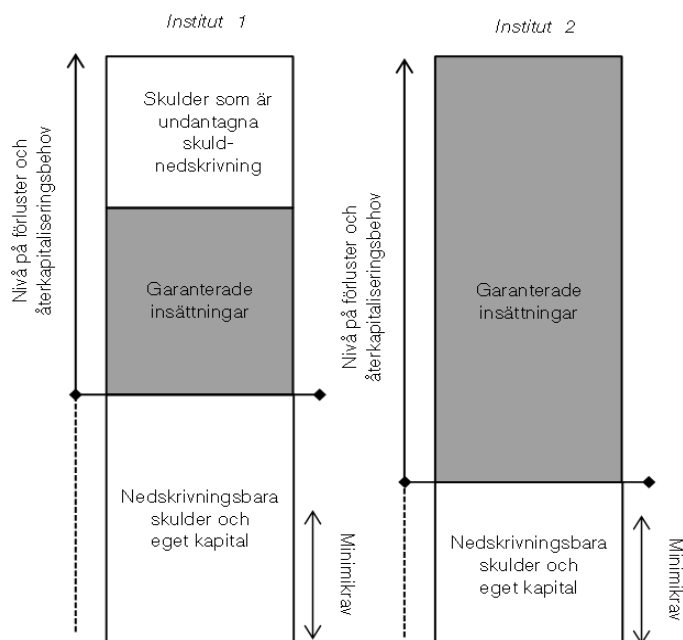 Institut 1
Nivå på förluster och
återkapitaliseringsbehov
Skulder som är
undantagna
skuld-
nedskrivning
Garanterade
insättningar
Nedskrivningsbara
skulder och
eget kapital
Minimikrav
Institut 2
Nivå på förluster och
återkapitaliseringsbehov
Garanterade
insättningar
Nedskrivningsbara
skulder och
eget kapital
Minimikrav